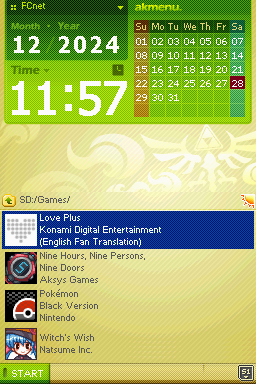 FCnet
akmenu.
Month • Year
12 / 2024
Time
11:57
Su Mo Tu We Th Fr Sa
01 02 03 04 05 06 07
08 09 10 11 12 13 14
15 16 17 18 19 20 21
22 23 24 25 26 27 28
29 30 31
SD:/Games/
Love Plus
Konami Digital Entertainment
(English Fan Translation)
Nine Hours, Nine Persons,
Nine Doors
Aksys Games
Pokémon
Black Version
Nintendo
Witch's Wish
Natsume Inc.
START
S1